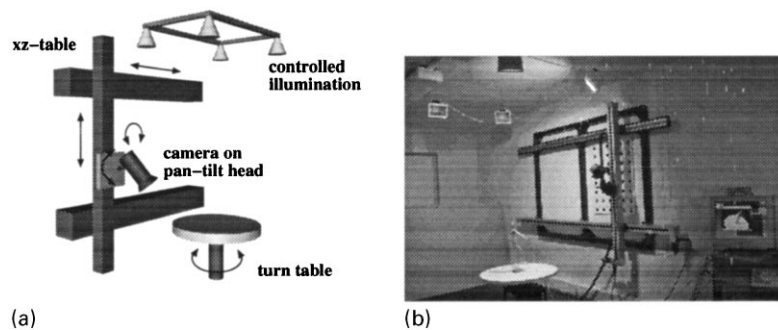 xz-table
controlled
illumination
camera on
pan-tilt head
turn table
(a)
(b)